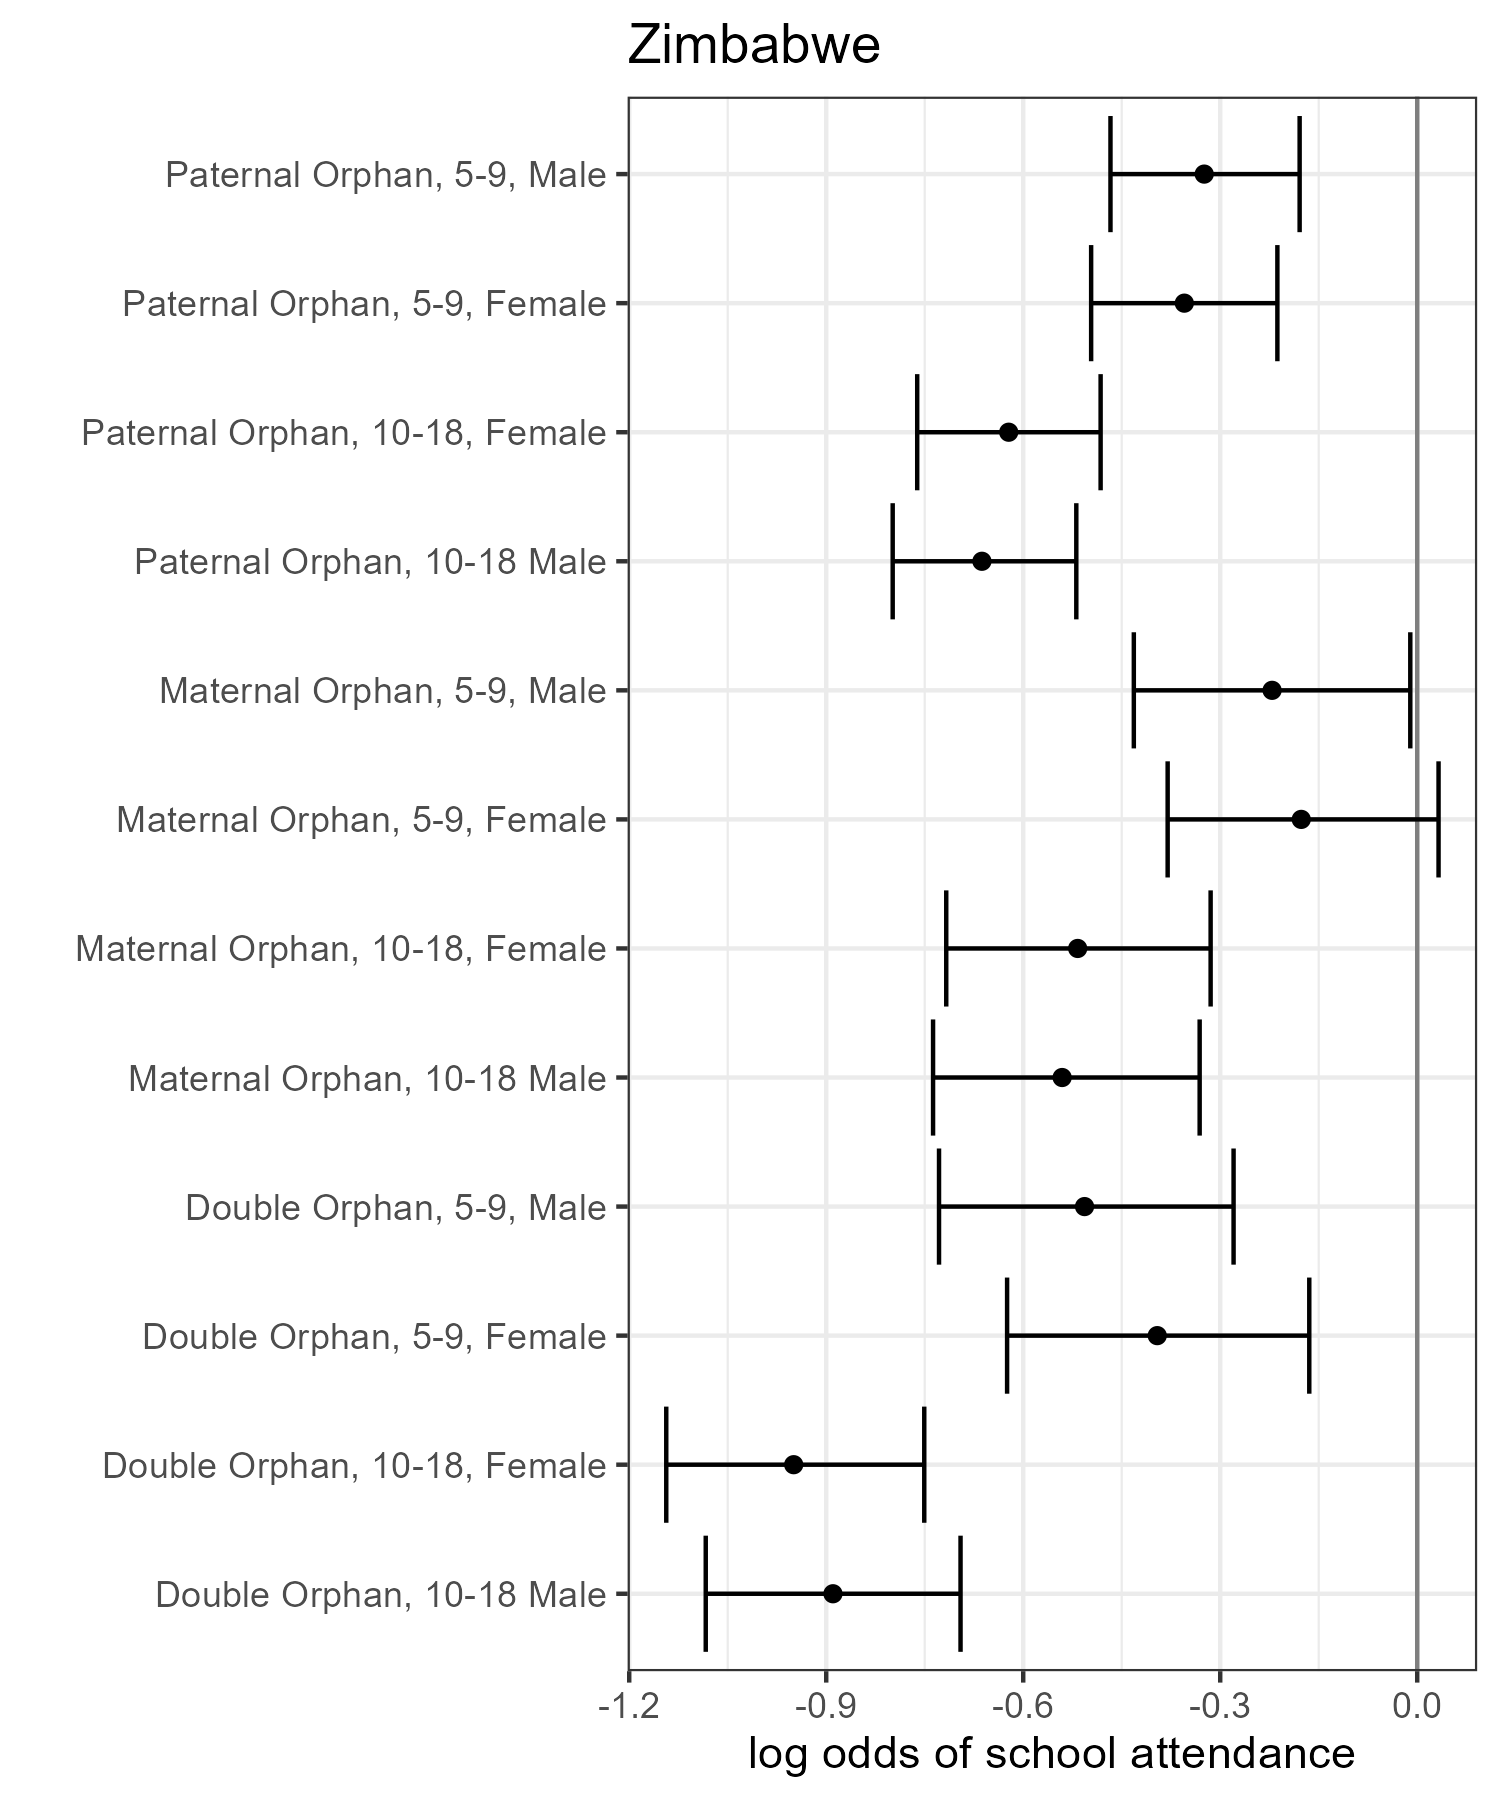 Zimbabwe
Paternal Orphan, 5-9, Male
Paternal Orphan, 5-9, Female
Paternal Orphan, 10-18, Female
Paternal Orphan, 10-18 Male
Maternal Orphan, 5-9, Male
Maternal Orphan, 5-9, Female
Maternal Orphan, 10-18, Female
Maternal Orphan, 10-18 Male
Double Orphan, 5-9, Male
Double Orphan, 5-9, Female
Double Orphan, 10-18, Female
Double Orphan, 10-18 Male
-1.2 -0.9 -0.6 -0.3 0.0
log odds of school attendance